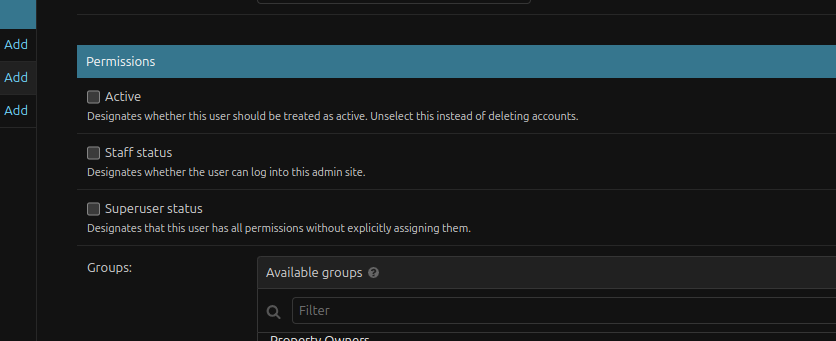 Add
Add
Add
Permissions
Active
Designates whether this user should be treated as active. Unselect this instead of deleting accounts.
Staff status
Designates whether the user can log into this admin site.
Superuser status
Designates that this user has all permissions without explicitly assigning them.
Groups:
Available groups ?
Filter
Property Owners